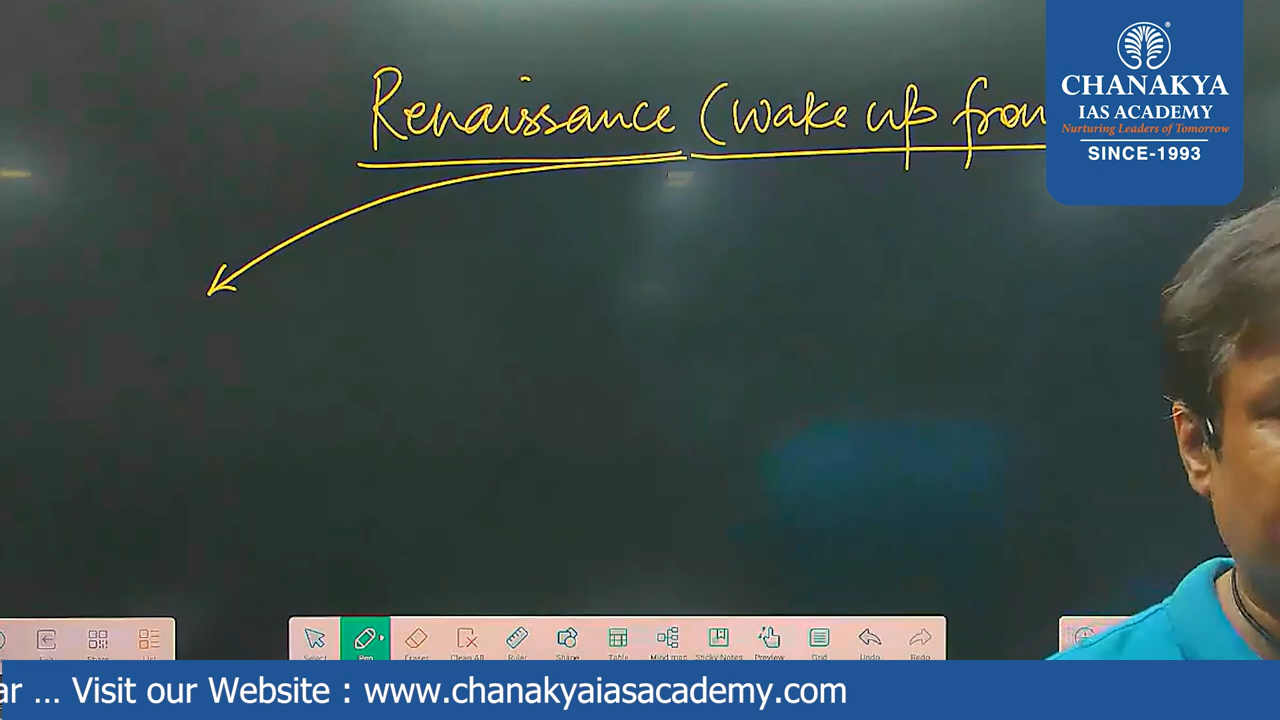 Renaissance (wake up from
CHANAKYA
IAS ACADEMY
Nurturing Leaders of Tomorrow
SINCE-1993
Select
Pen
Eraser
Clean All
Ruler
Shape
Table
Mind map
Sticky Notes
Preview
Grid
Undo
Redo
ar ... Visit our Website : www.chanakyaiasacademy.com